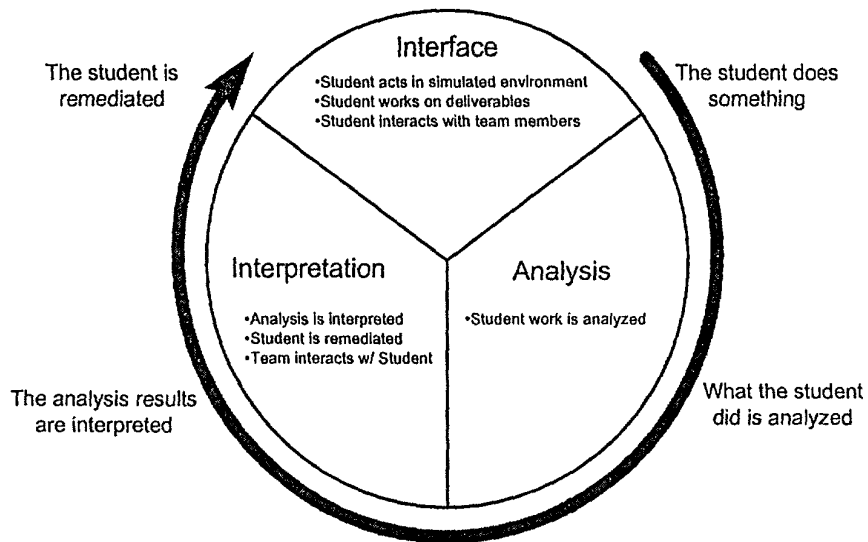 Interface
•Student acts in simulated environment
•Student works on deliverables
•Student interacts with team members
The student is
remediated
The student does
something
Interpretation
•Analysis is interpreted
•Student is remediated
•Team interacts w/ Student
Analysis
•Student work is analyzed
The analysis results
are interpreted
What the student
did is analyzed